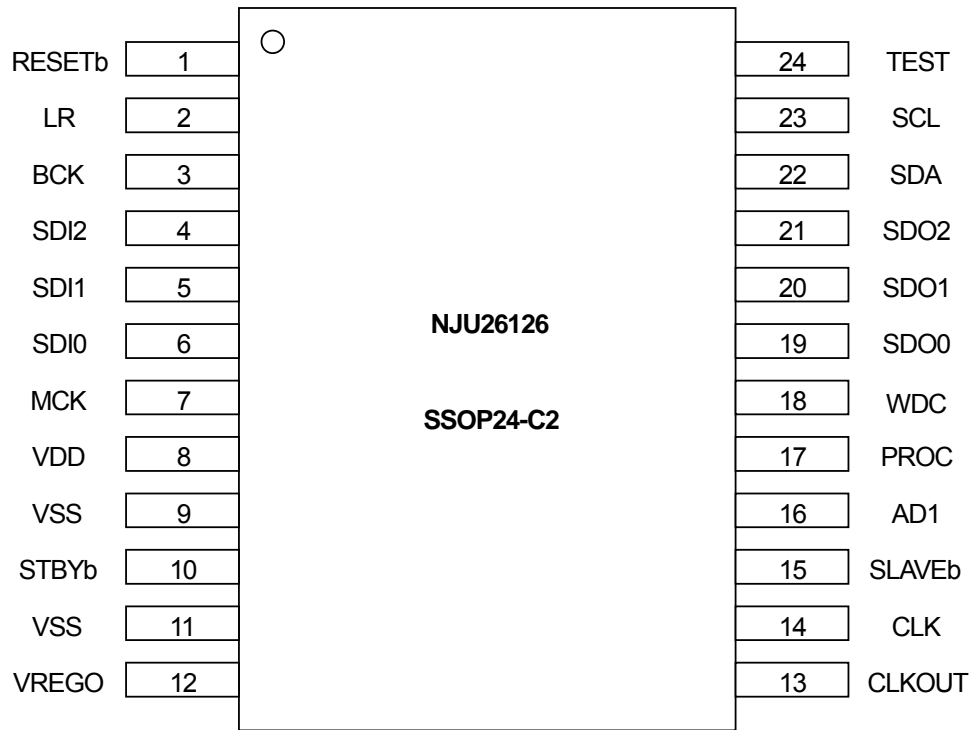 RESETb 1 24 TEST
LR 2 23 SCL
BCK 3 22 SDA
SDI2 4 21 SDO2
SDI1 5 20 SDO1
NJU26126
SDI0 6 19 SDO0
MCK 7 18 WDC
SSOP24-C2
VDD 8 17 PROC
VSS 9 16 AD1
STBYb 10 15 SLAVEb
VSS 11 14 CLK
VREGO 12 13 CLKOUT